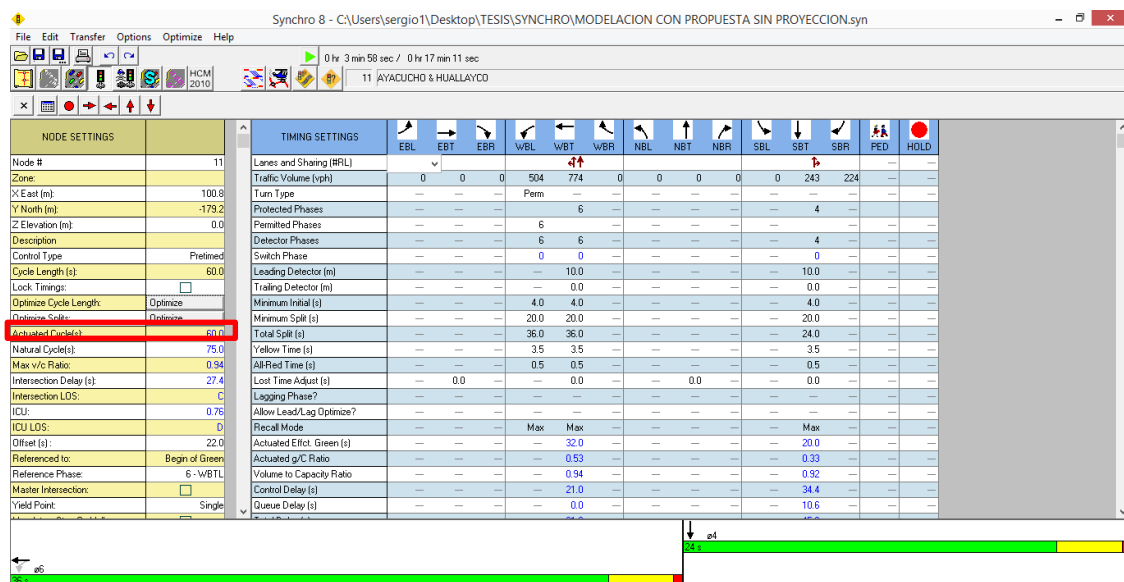 Synchro 8 - C:\Users\sergio1\Desktop\TESIS\SYNCHRO\MODELACION CON PROPUESTA SIN PROYECCION.syn
File Edit Transfer Options Optimize Help
0 hr 3 min 58 sec / 0 hr 17 min 11 sec
HCM 2010
11 AYACUCHO & HUALLAYCO
NODE SETTINGS
Node # 11
Zone:
X East (m): 100.8
Y North (m): -179.2
Z Elevation (m): 0.0
Description
Control Type Pretimed
Cycle Length (s): 60.0
Lock Timings:
Optimize Cycle Length: Optimize
Optimize Splits: Optimize
Actuated Cycle(s): 60.0
Natural Cycle(s): 75.0
Max v/c Ratio: 0.94
Intersection Delay (s): 27.4
Intersection LOS: C
ICU: 0.76
ICU LOS: D
Offset (s) : 22.0
Referenced to: Begin of Green
Reference Phase: 6 - WBTL
Master Intersection:
Yield Point: Single
TIMING SETTINGS EBL EBT EBR WBL WBT WBR NBL NBT NBR SBL SBT SBR PED HOLD
Lanes and Sharing (#RL) — —
Traffic Volume (vph) 0 0 0 504 774 0 0 0 0 0 243 224 — —
Turn Type — — — Perm — — — — — — — — — —
Protected Phases — — — 6 — — — — — 4 — — —
Permitted Phases — — — 6 — — — — — — — —
Detector Phases — — — 6 6 — — — — — 4 — — —
Switch Phase — — — 0 0 — — — — — 0 — — —
Leading Detector (m) — — — — 10.0 — — — — — 10.0 — — —
Trailing Detector (m) — — — — 0.0 — — — — — 0.0 — — —
Minimum Initial (s) — — — 4.0 4.0 — — — — — 4.0 — — —
Minimum Split (s) — — — 20.0 20.0 — — — — — 20.0 — — —
Total Split (s) — — — 36.0 36.0 — — — — — 24.0 — — —
Yellow Time (s) — — — 3.5 3.5 — — — — — 3.5 — — —
All-Red Time (s) — — — 0.5 0.5 — — — — — 0.5 — — —
Lost Time Adjust (s) — 0.0 — — 0.0 — — 0.0 — — 0.0 — — —
Lagging Phase? — — — — — — — — — — — — — —
Allow Lead/Lag Optimize? — — — — — — — — — — — — — —
Recall Mode — — — Max Max — — — — — Max — — —
Actuated Effct. Green (s) — — — — 32.0 — — — — — 20.0 — — —
Actuated g/C Ratio — — — — 0.53 — — — — — 0.33 — — —
Volume to Capacity Ratio — — — — 0.94 — — — — — 0.92 — — —
Control Delay (s) — — — — 21.0 — — — — — 34.4 — — —
Queue Delay (s) — — — — 0.0 — — — — — 10.6 — — —
ø4
24 s
ø6
36 s